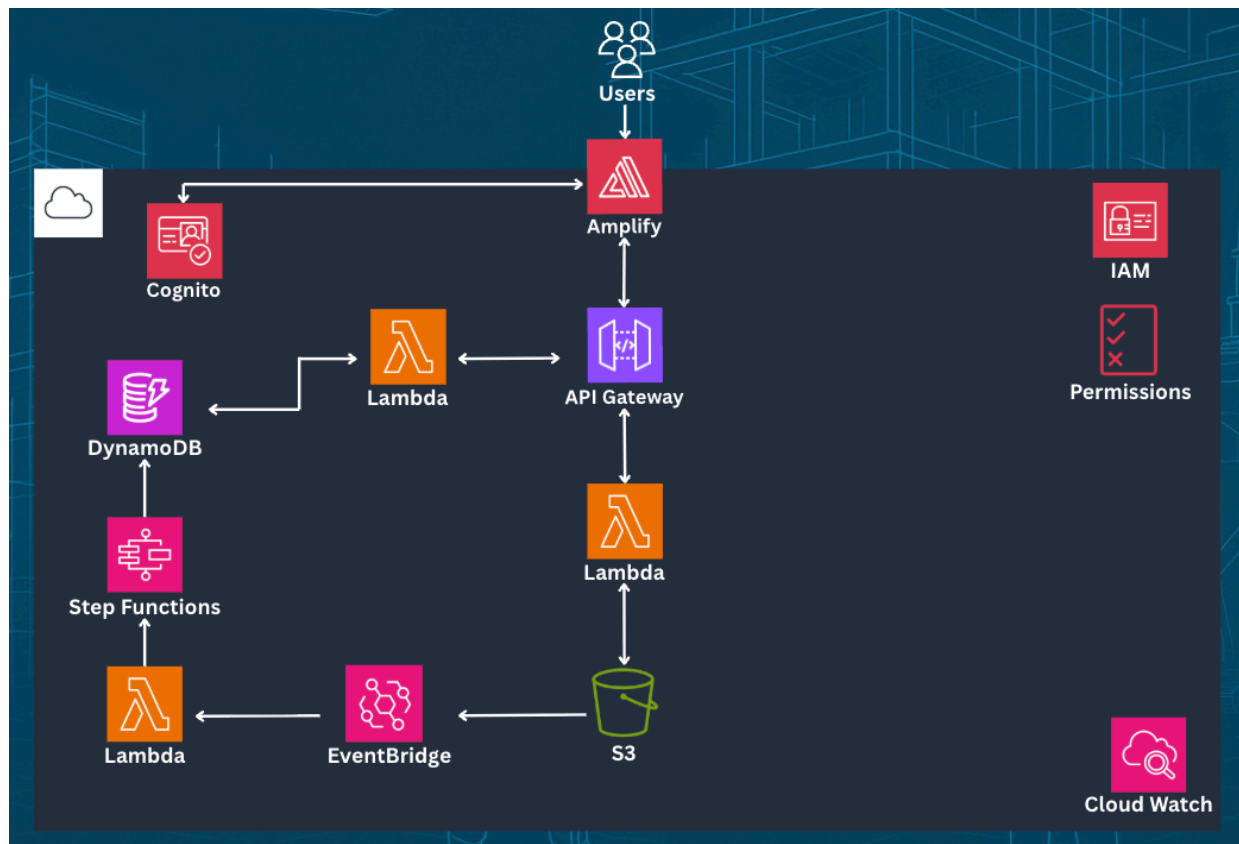 Users
Amplify
Cognito
IAM
Lambda
API Gateway
Permissions
DynamoDB
Lambda
Step Functions
Lambda
EventBridge
S3
Cloud Watch